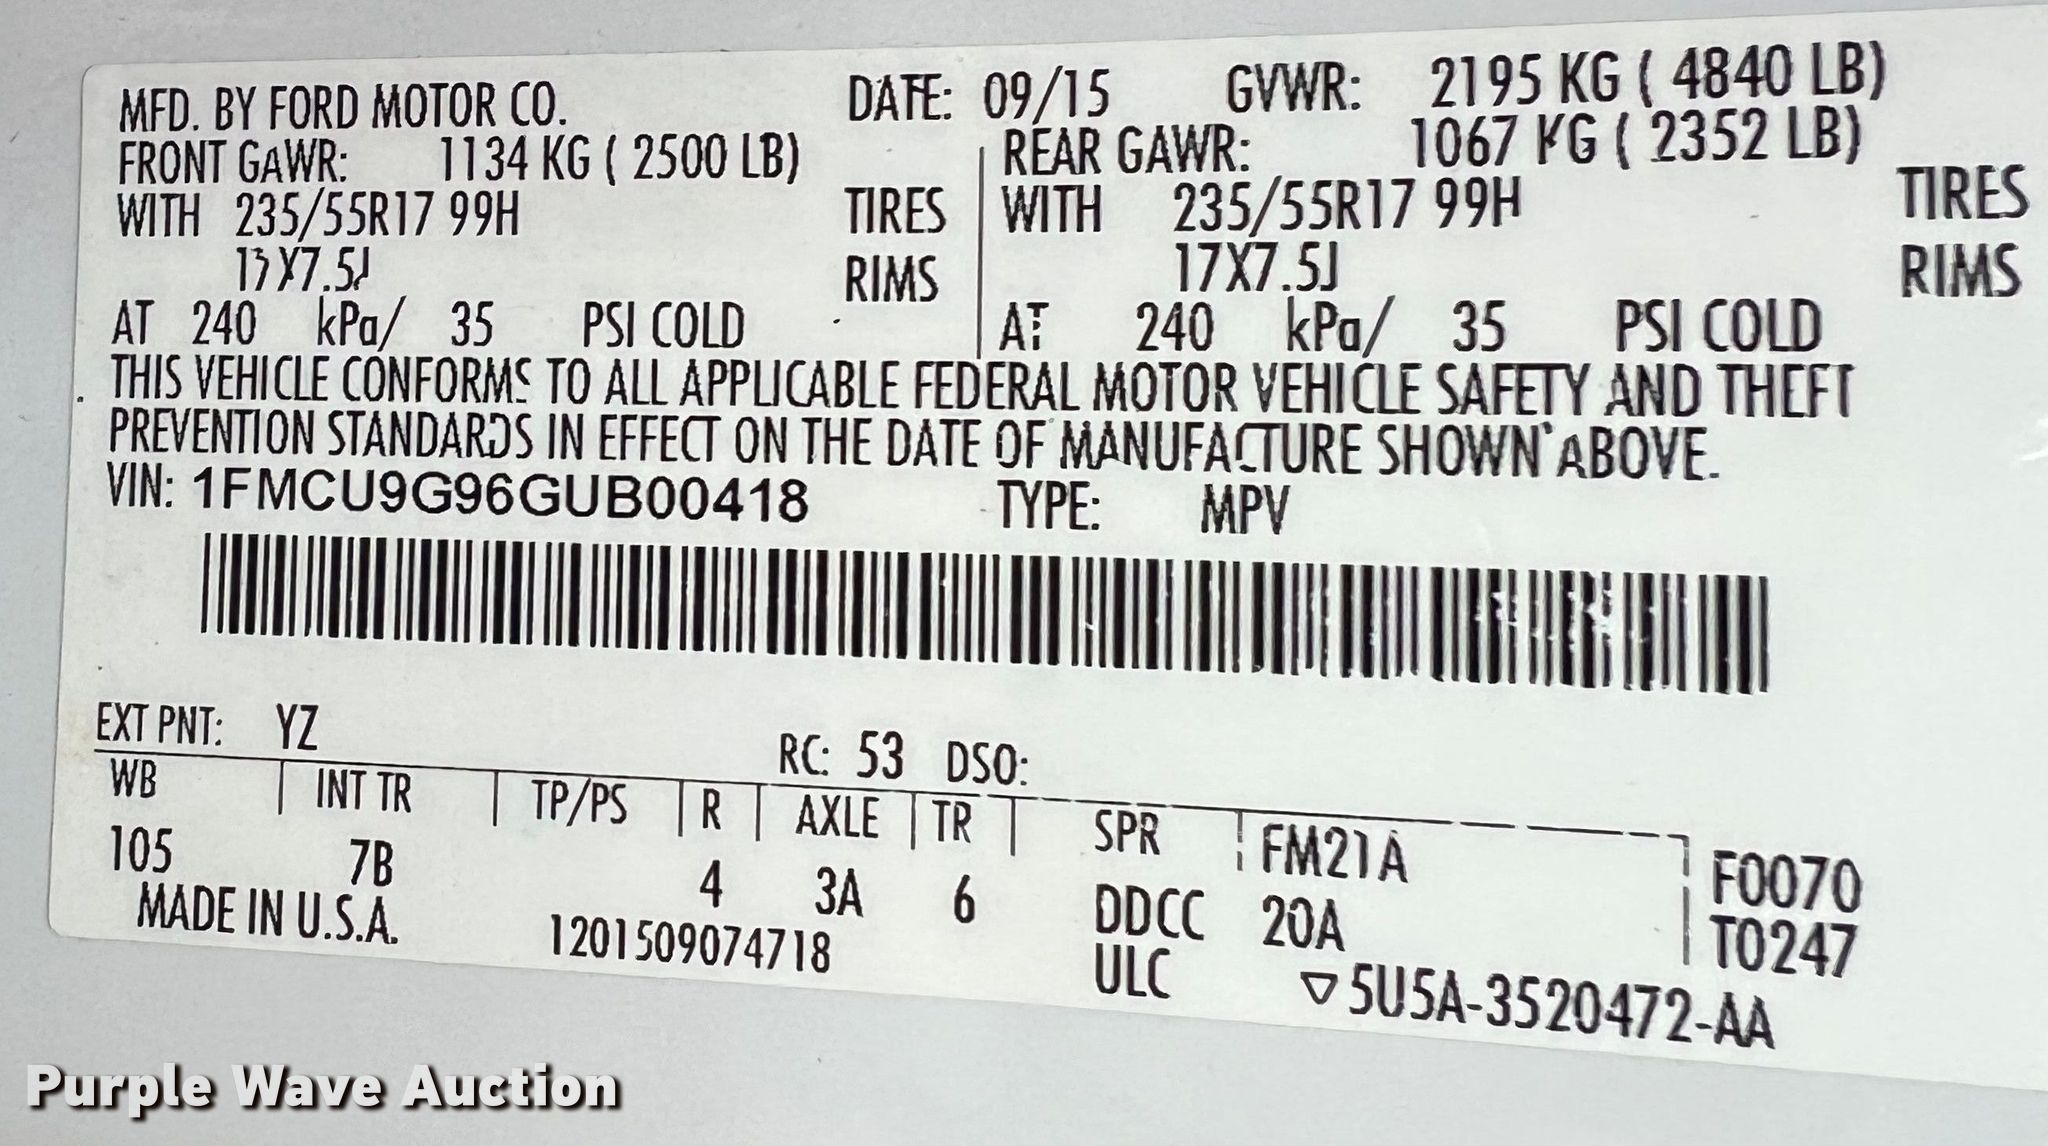 MFD. BY FORD MOTOR CO. DATE: 09/15 GVWR: 2195 KG ( 4840 LB)
FRONT GAWR: 1134 KG ( 2500 LB) REAR GAWR: 1067 KG ( 2352 LB)
WITH 235/55R17 99H TIRES WITH 235/55R17 99H TIRES
17X7.5J RIMS 17X7.5J RIMS
AT 240 kPa/ 35 PSI COLD AT 240 kPa/ 35 PSI COLD
THIS VEHICLE CONFORMS TO ALL APPLICABLE FEDERAL MOTOR VEHICLE SAFETY AND THEFT
PREVENTION STANDARDS IN EFFECT ON THE DATE OF MANUFACTURE SHOWN ABOVE.
VIN: 1FMCU9G96GUB00418 TYPE: MPV
EXT PNT: YZ RC: 53 DSO:
WB INT TR TP/PS R AXLE TR SPR FM21A F0070
105 7B 4 3A 6 DDCC 20A T0247
MADE IN U.S.A. 1201509074718 ULC ▽5U5A-3520472-AA
Purple Wave Auction